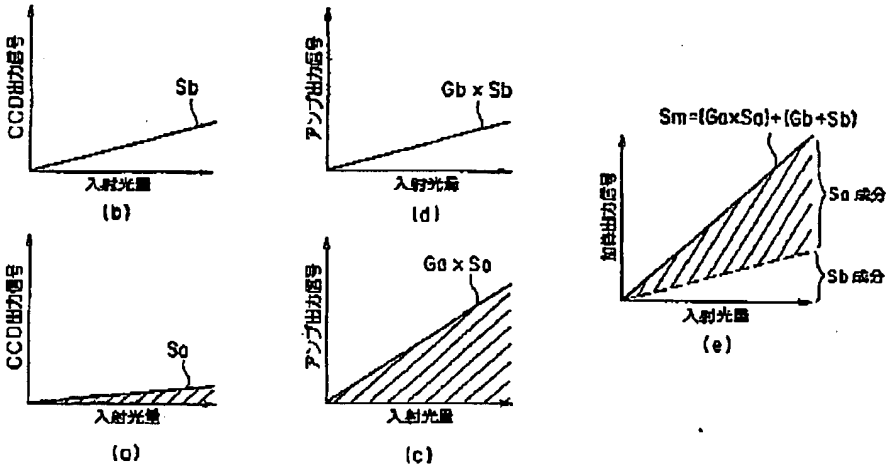 CCD出力信号
Sb
入射光量
(b)
アンプ出力信号
Gb × Sb
入射光量
(d)
CCD出力信号
Sa
入射光量
(a)
アンプ出力信号
Ga × Sa
入射光量
(c)
Sm=(Ga×Sa)+(Gb+Sb)
加算出力信号
Sa 成分
Sb 成分
入射光量
(e)